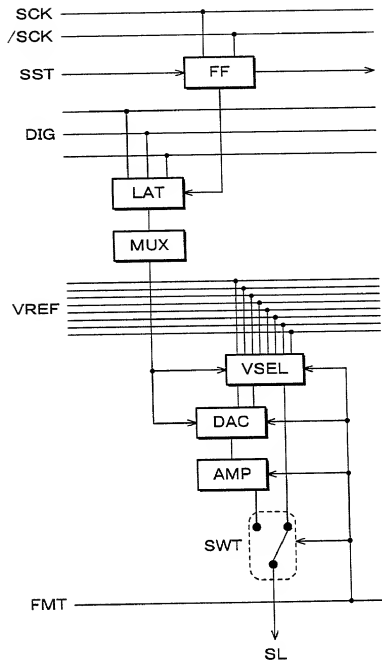 SCK
/SCK
SST
FF
DIG
LAT
MUX
VREF
VSEL
DAC
AMP
SWT
FMT
SL